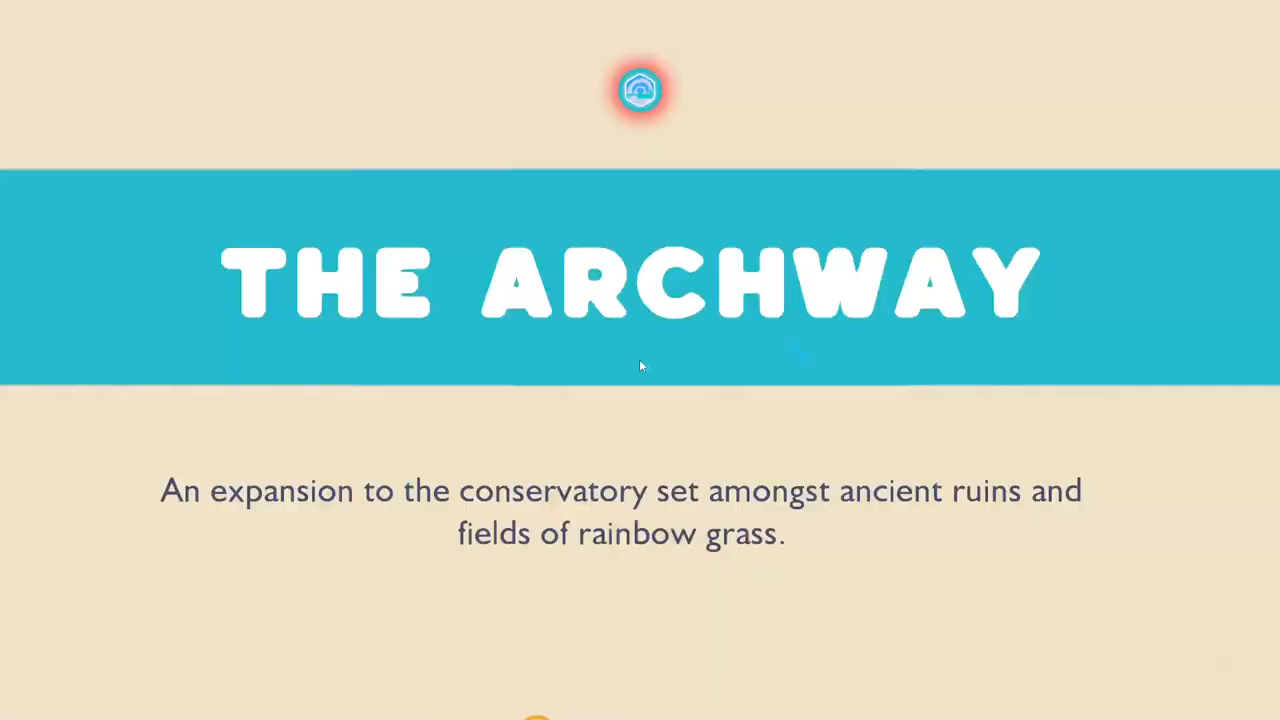 THE ARCHWAY
An expansion to the conservatory set amongst ancient ruins and
fields of rainbow grass.